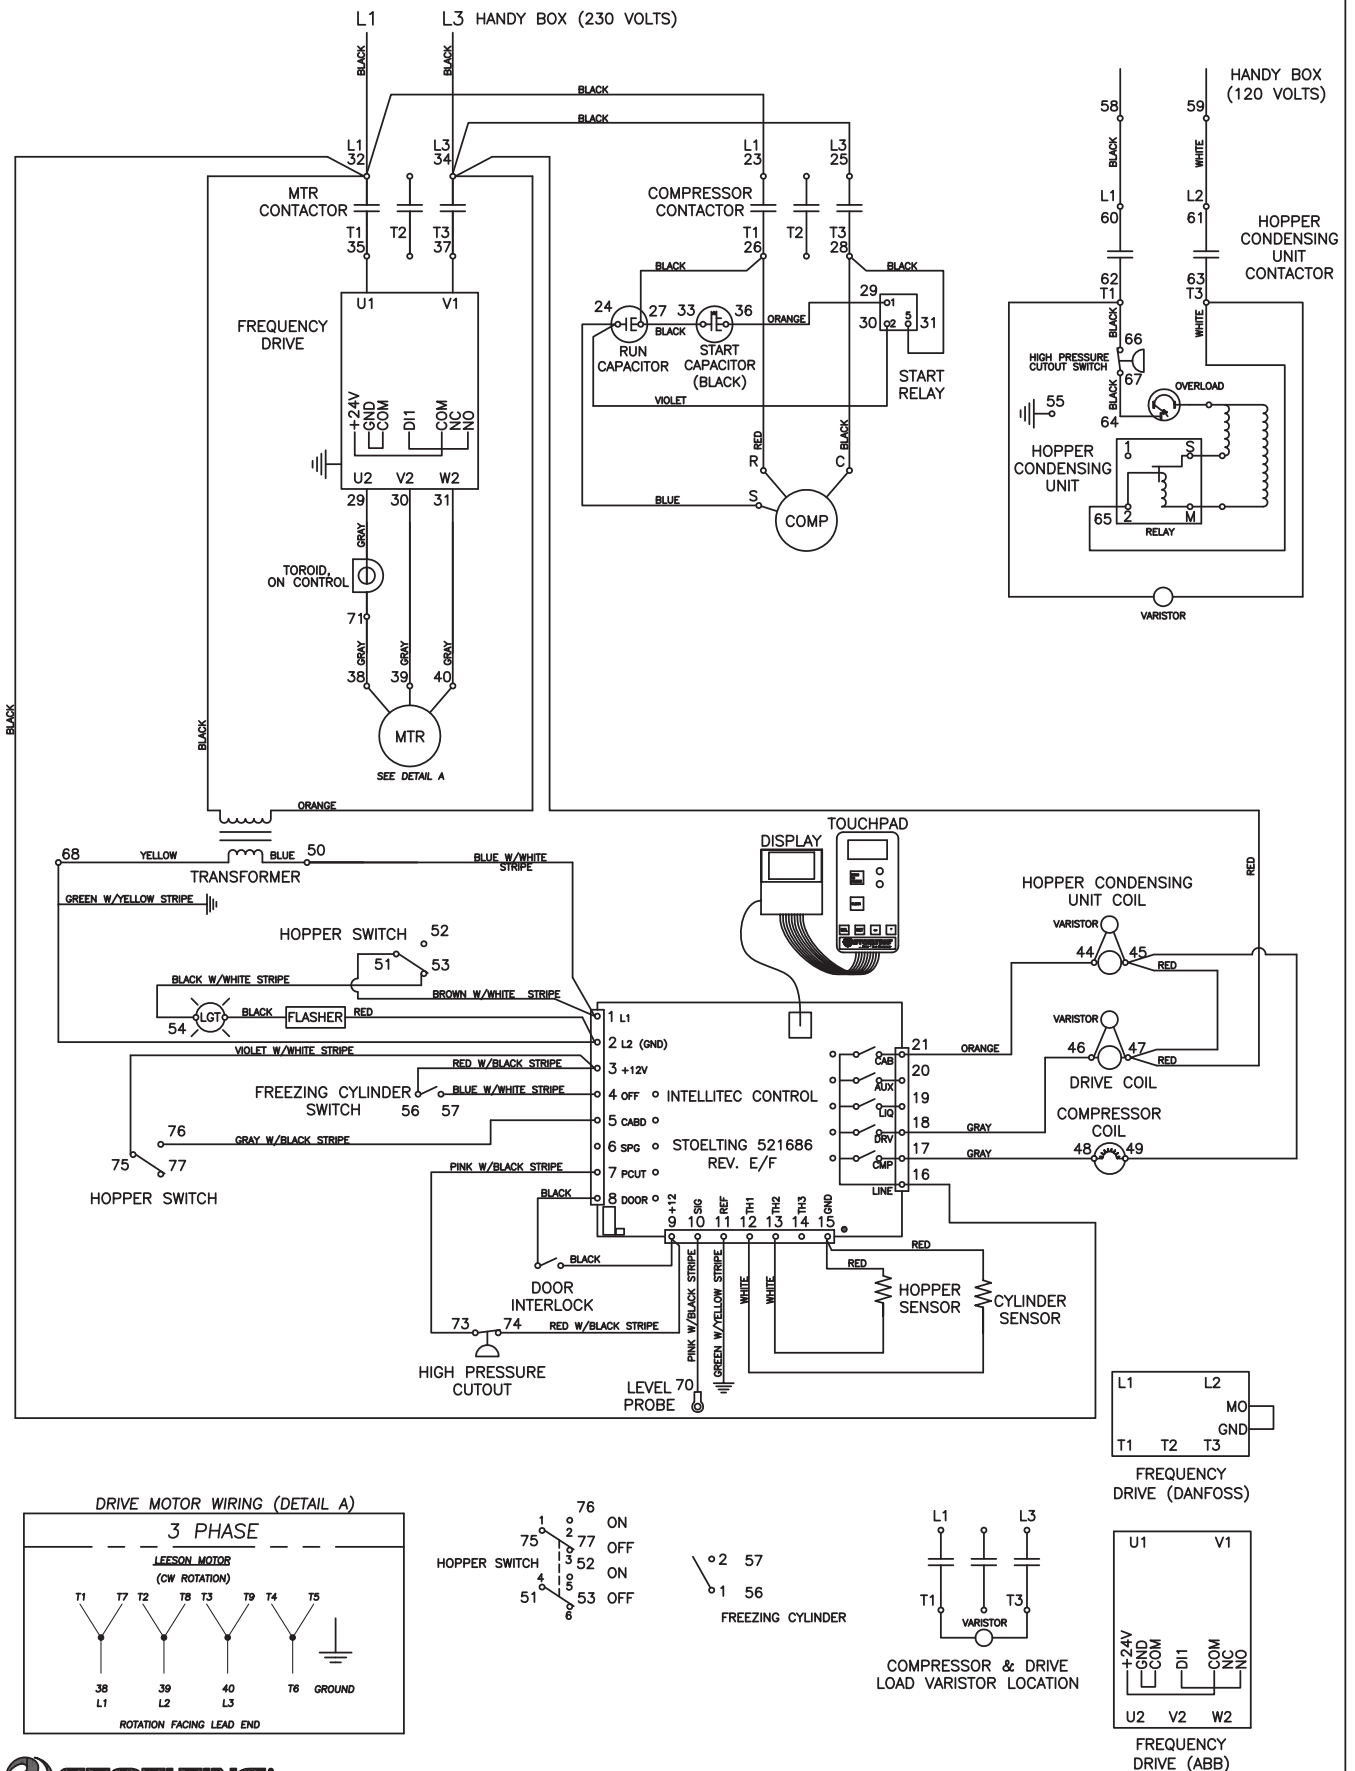 L1
L3 HANDY BOX (230 VOLTS)
BLACK
BLACK
BLACK
BLACK
HANDY BOX
(120 VOLTS)
58
59
BLACK
WHITE
L1
32
L3
34
L1
23
L3
25
MTR
CONTACTOR
COMPRESSOR
CONTACTOR
L1
60
L2
61
HOPPER
CONDENSING
UNIT
CONTACTOR
T1
35
T2
T3
37
T1
26
T2
T3
28
62
T1
63
T3
BLACK
BLACK
U1
V1
24
27
33
36
ORANGE
29
1
30
2
5
31
BLACK
RUN
CAPACITOR
START
CAPACITOR
(BLACK)
START
RELAY
VIOLET
FREQUENCY
DRIVE
+24V
GND
COM
DI1
COM
NC
NO
U2
V2
W2
29
30
31
BLACK
WHITE
66
HIGH PRESSURE
CUTOUT SWITCH
67
BLACK
OVERLOAD
55
64
HOPPER
CONDENSING
UNIT
1
S
65
2
M
RELAY
VARISTOR
RED
BLACK
R
C
BLUE
S
COMP
GRAY
TOROID,
ON CONTROL
71
GRAY
GRAY
GRAY
38
39
40
MTR
SEE DETAIL A
BLACK
BLACK
ORANGE
68
YELLOW
BLUE
50
BLUE W/WHITE
STRIPE
TRANSFORMER
GREEN W/YELLOW STRIPE
DISPLAY
TOUCHPAD
RED
HOPPER SWITCH
52
51
53
BLACK W/WHITE STRIPE
BROWN W/WHITE STRIPE
54
LGT
BLACK
FLASHER
RED
VIOLET W/WHITE STRIPE
RED W/BLACK STRIPE
FREEZING CYLINDER
SWITCH
56
57
BLUE W/WHITE STRIPE
76
GRAY W/BLACK STRIPE
75
77
HOPPER SWITCH
PINK W/BLACK STRIPE
BLACK
1 L1
2 L2 (GND)
3 +12V
4 OFF
5 CABD
6 SPG
7 PCUT
8 DOOR
INTELLITEC CONTROL
STOELTING 521686
REV. E/F
CAB
AUX
LIQ
DRV
CMP
LINE
21
20
19
18
17
16
ORANGE
GRAY
GRAY
HOPPER CONDENSING
UNIT COIL
VARISTOR
44
45
RED
VARISTOR
46
47
RED
DRIVE COIL
COMPRESSOR
COIL
48
49
+12
SIG
REF
TH1
TH2
TH3
GND
9
10
11
12
13
14
15
BLACK
DOOR
INTERLOCK
73
74
RED W/BLACK STRIPE
HIGH PRESSURE
CUTOUT
PINK W/BLACK STRIPE
GREEN W/YELLOW STRIPE
WHITE
WHITE
RED
RED
HOPPER
SENSOR
CYLINDER
SENSOR
LEVEL
PROBE
70
L1
L2
MO
GND
T1
T2
T3
FREQUENCY
DRIVE (DANFOSS)
DRIVE MOTOR WIRING (DETAIL A)
3 PHASE
LEESON MOTOR
(CW ROTATION)
T1
T7
T2
T8
T3
T9
T4
T5
38
L1
39
L2
40
L3
T6
GROUND
ROTATION FACING LEAD END
HOPPER SWITCH
1
76
ON
75
2
77
OFF
3
52
ON
4
5
51
53
OFF
6
2 57
1 56
FREEZING CYLINDER
L1
L3
T1
T3
VARISTOR
COMPRESSOR & DRIVE
LOAD VARISTOR LOCATION
U1
V1
+24V
GND
COM
DI1
COM
NC
NO
U2
V2
W2
FREQUENCY
DRIVE (ABB)